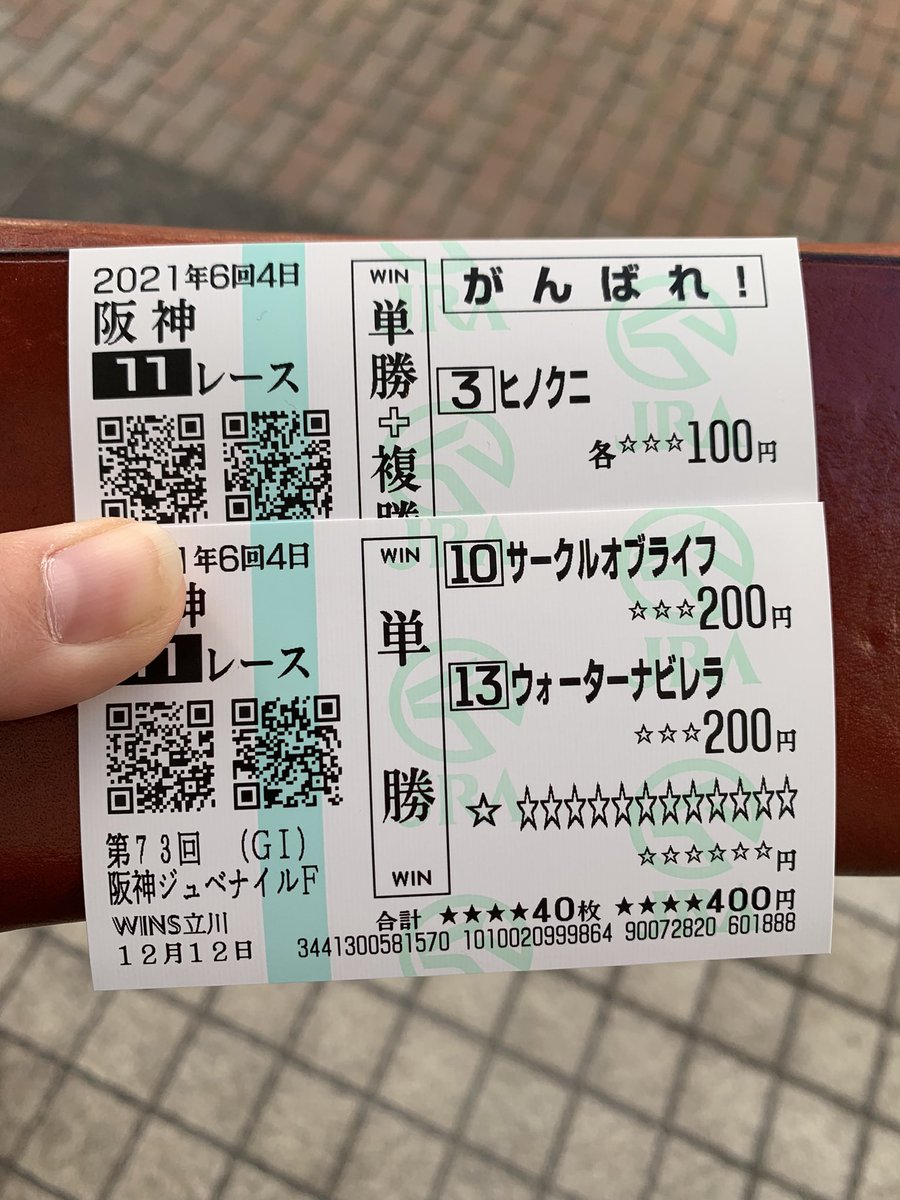 2021年6回4日
阪神
11レース
WIN
単勝+複勝
がんばれ!
3 ヒノクニ
各☆☆☆100円
JRA
1年6回4日
神
11レース
WIN
単勝
WIN
10 サークルオブライフ
☆☆☆200円
13 ウォーターナビレラ
☆☆☆200円
☆ ☆☆☆☆☆☆☆☆☆☆☆☆
☆☆☆☆☆☆円
第73回 (GI)
阪神ジュベナイルF
WINS立川
12月12日
合計 ★★★★40枚 ★★★★400円
3441300581570 1010020999864 90072820 601888